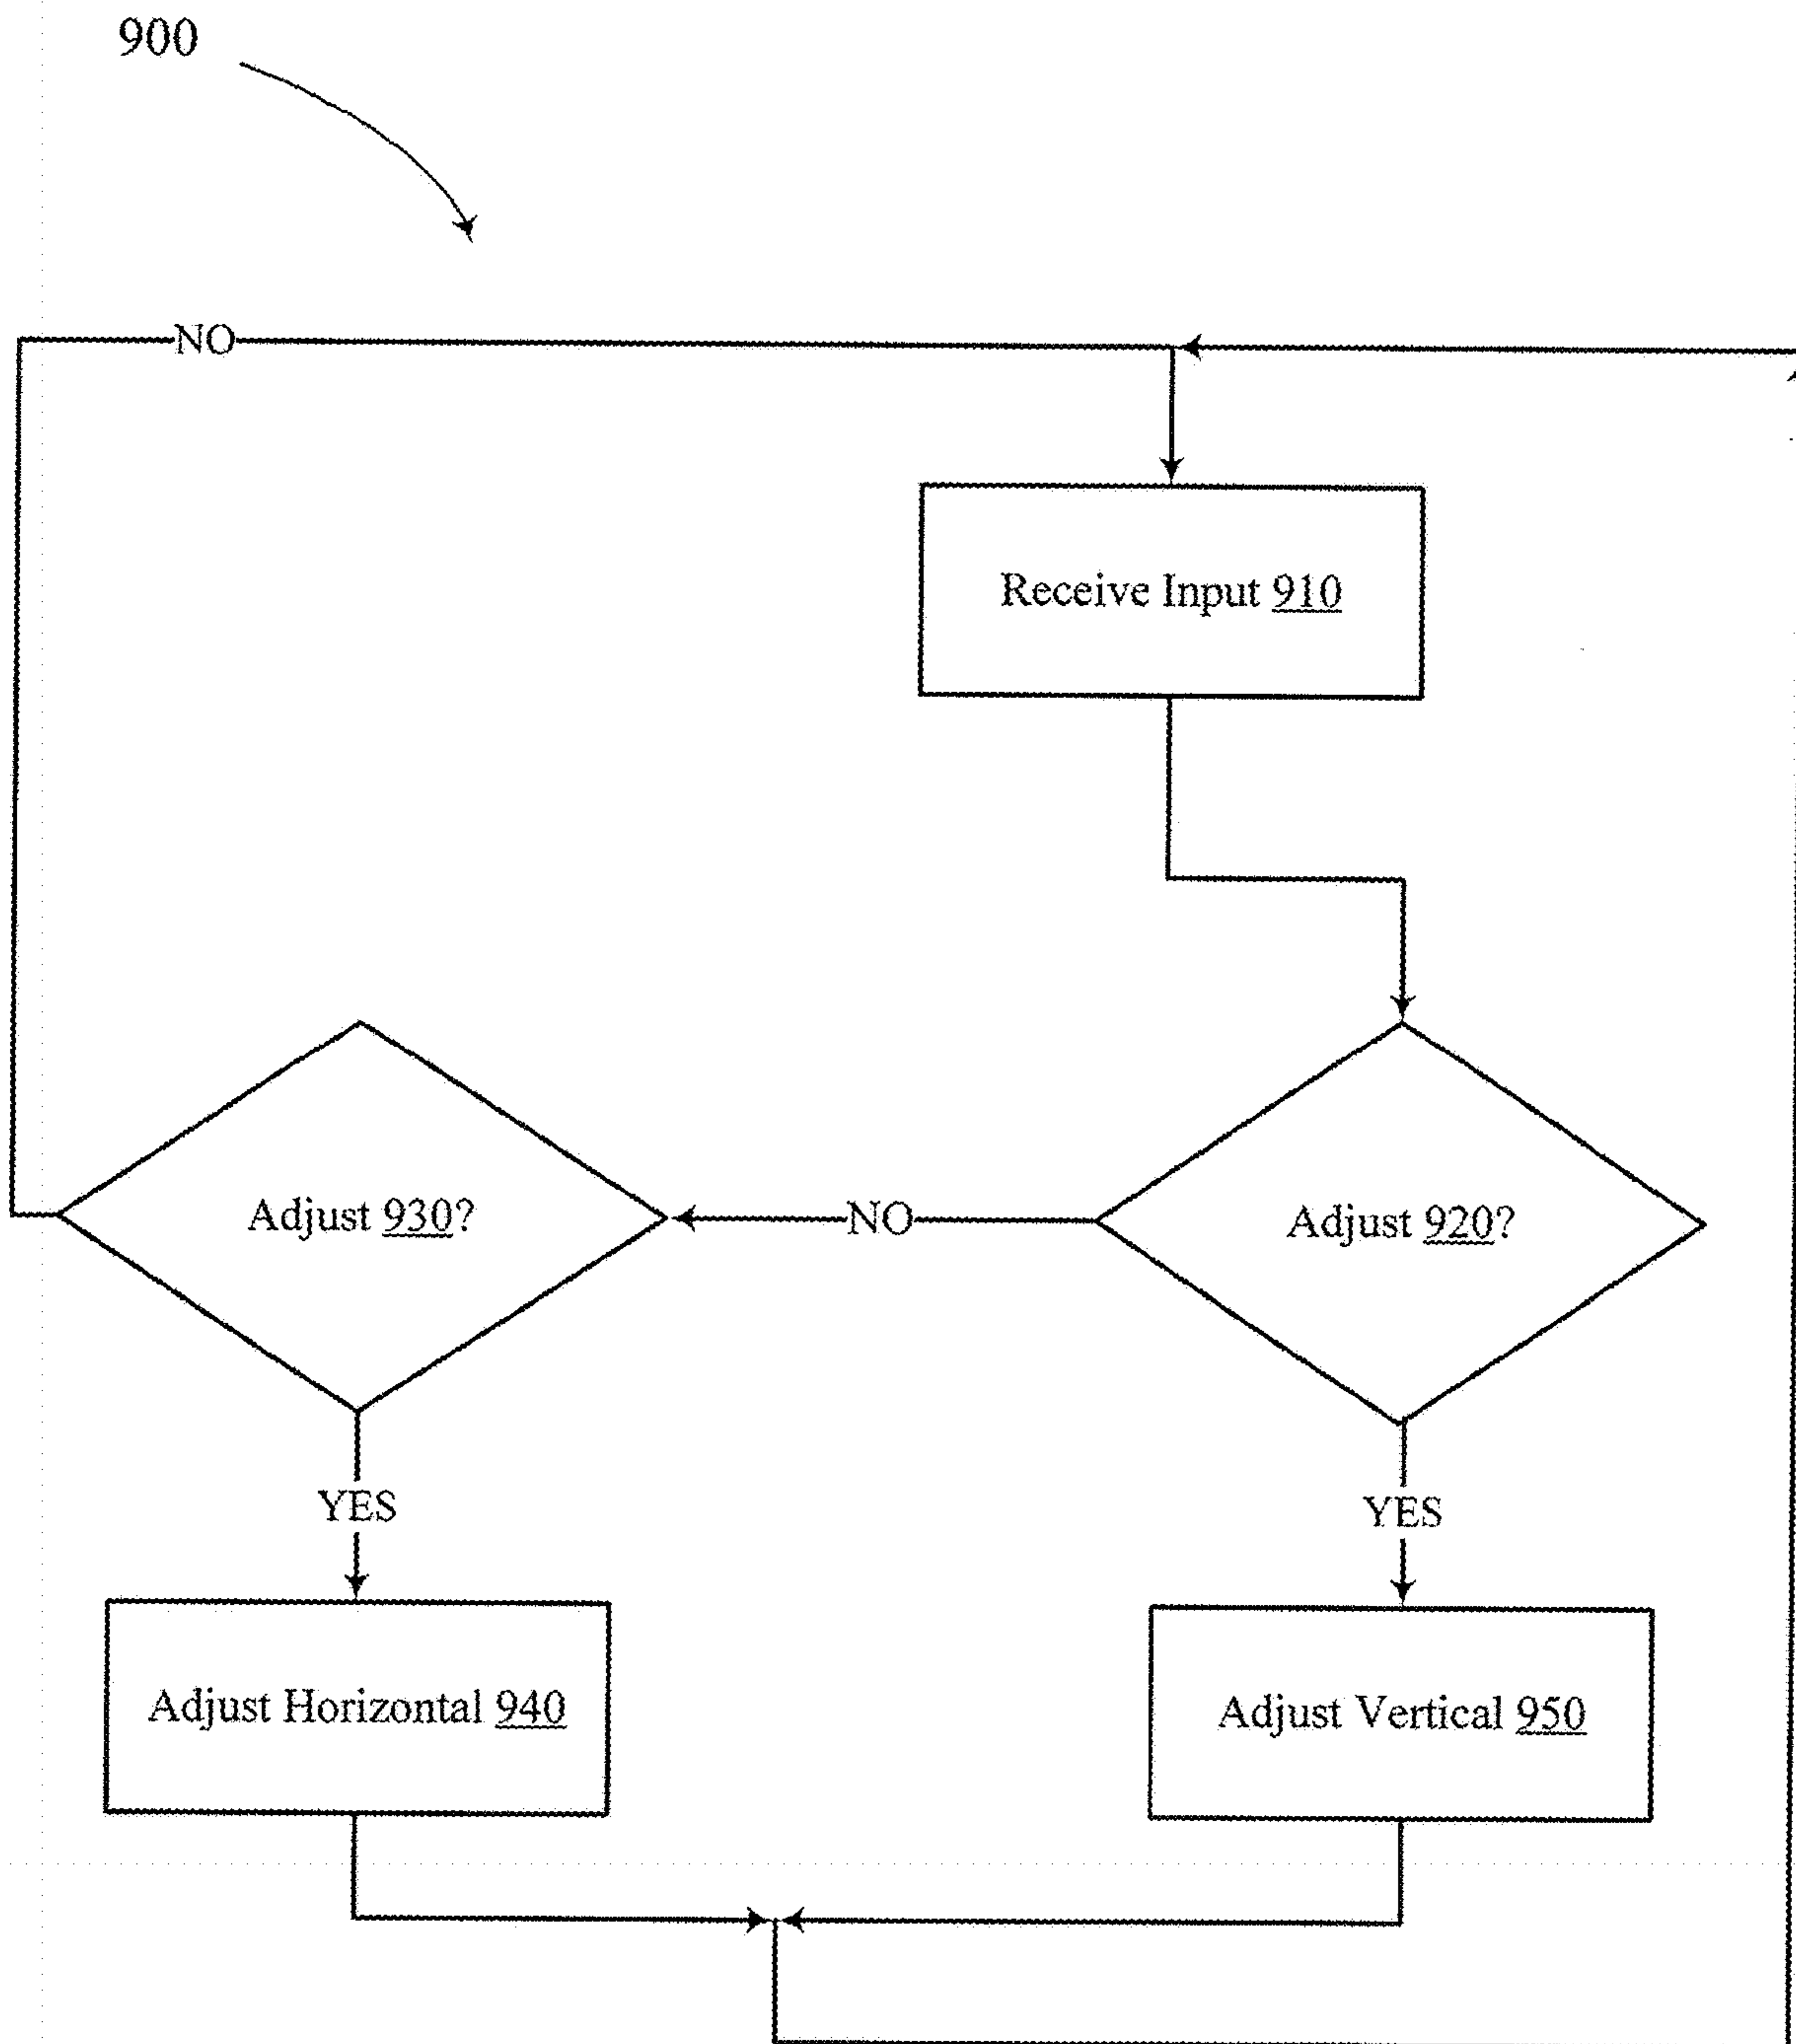 900
NO
Receive Input 910
Adjust 930?
NO
Adjust 920?
YES
YES
Adjust Horizontal 940
Adjust Vertical 950